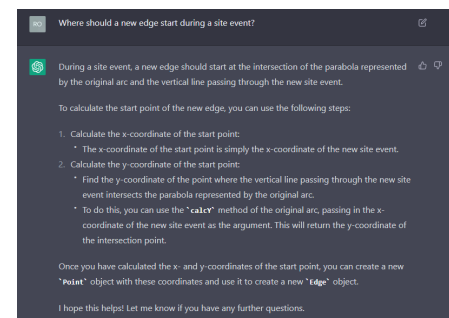 RO Where should a new edge start during a site event?
During a site event, a new edge should start at the intersection of the parabola represented
by the original arc and the vertical line passing through the new site event.
To calculate the start point of the new edge, you can use the following steps:
1. Calculate the x-coordinate of the start point:
• The x-coordinate of the start point is simply the x-coordinate of the new site event.
2. Calculate the y-coordinate of the start point:
• Find the y-coordinate of the point where the vertical line passing through the new site
event intersects the parabola represented by the original arc.
• To do this, you can use the `calcY` method of the original arc, passing in the x-
coordinate of the new site event as the argument. This will return the y-coordinate of
the intersection point.
Once you have calculated the x- and y-coordinates of the start point, you can create a new
`Point` object with these coordinates and use it to create a new `Edge` object.
I hope this helps! Let me know if you have any further questions.